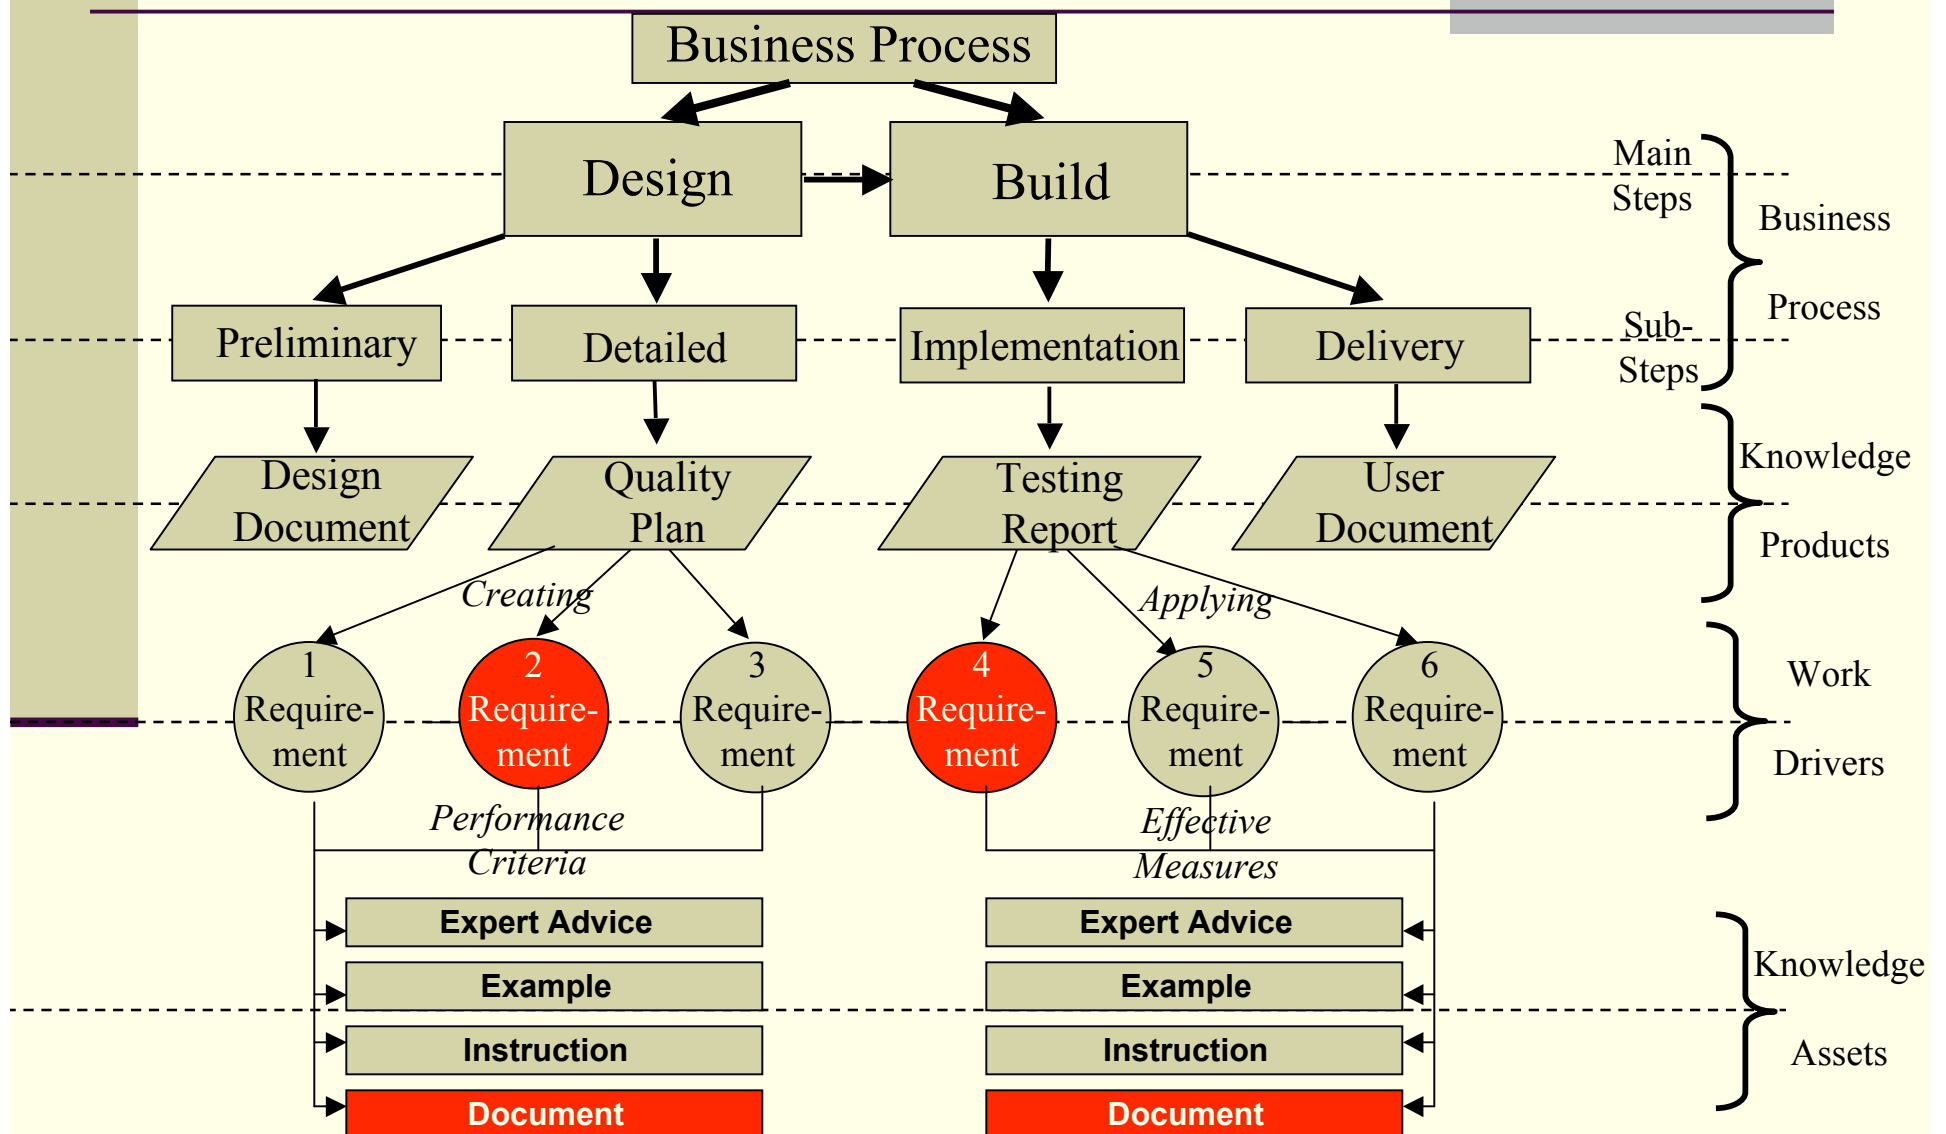 Business Process
Design
Build
Main
Steps
Business
Process
Preliminary
Detailed
Implementation
Delivery
Sub-
Steps
Design
Document
Quality
Plan
Testing
Report
User
Document
Knowledge
Products
Creating
Applying
1
Require-
ment
2
Require-
ment
3
Require-
ment
4
Require-
ment
5
Require-
ment
6
Require-
ment
Work
Drivers
Performance
Criteria
Effective
Measures
Expert Advice
Example
Instruction
Document
Expert Advice
Example
Instruction
Document
Knowledge
Assets